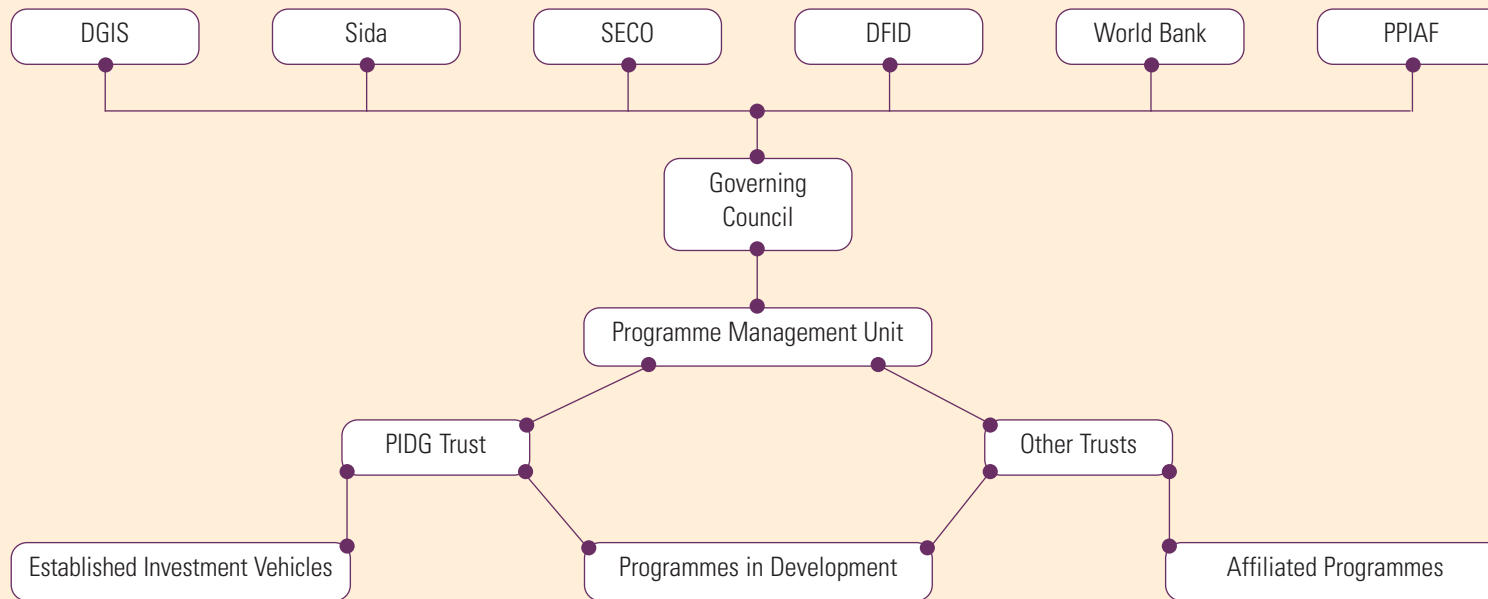 DGIS
Sida
SECO
DFID
World Bank
PPIAF
Governing
Council
Programme Management Unit
PIDG Trust
Other Trusts
Established Investment Vehicles
Programmes in Development
Affiliated Programmes